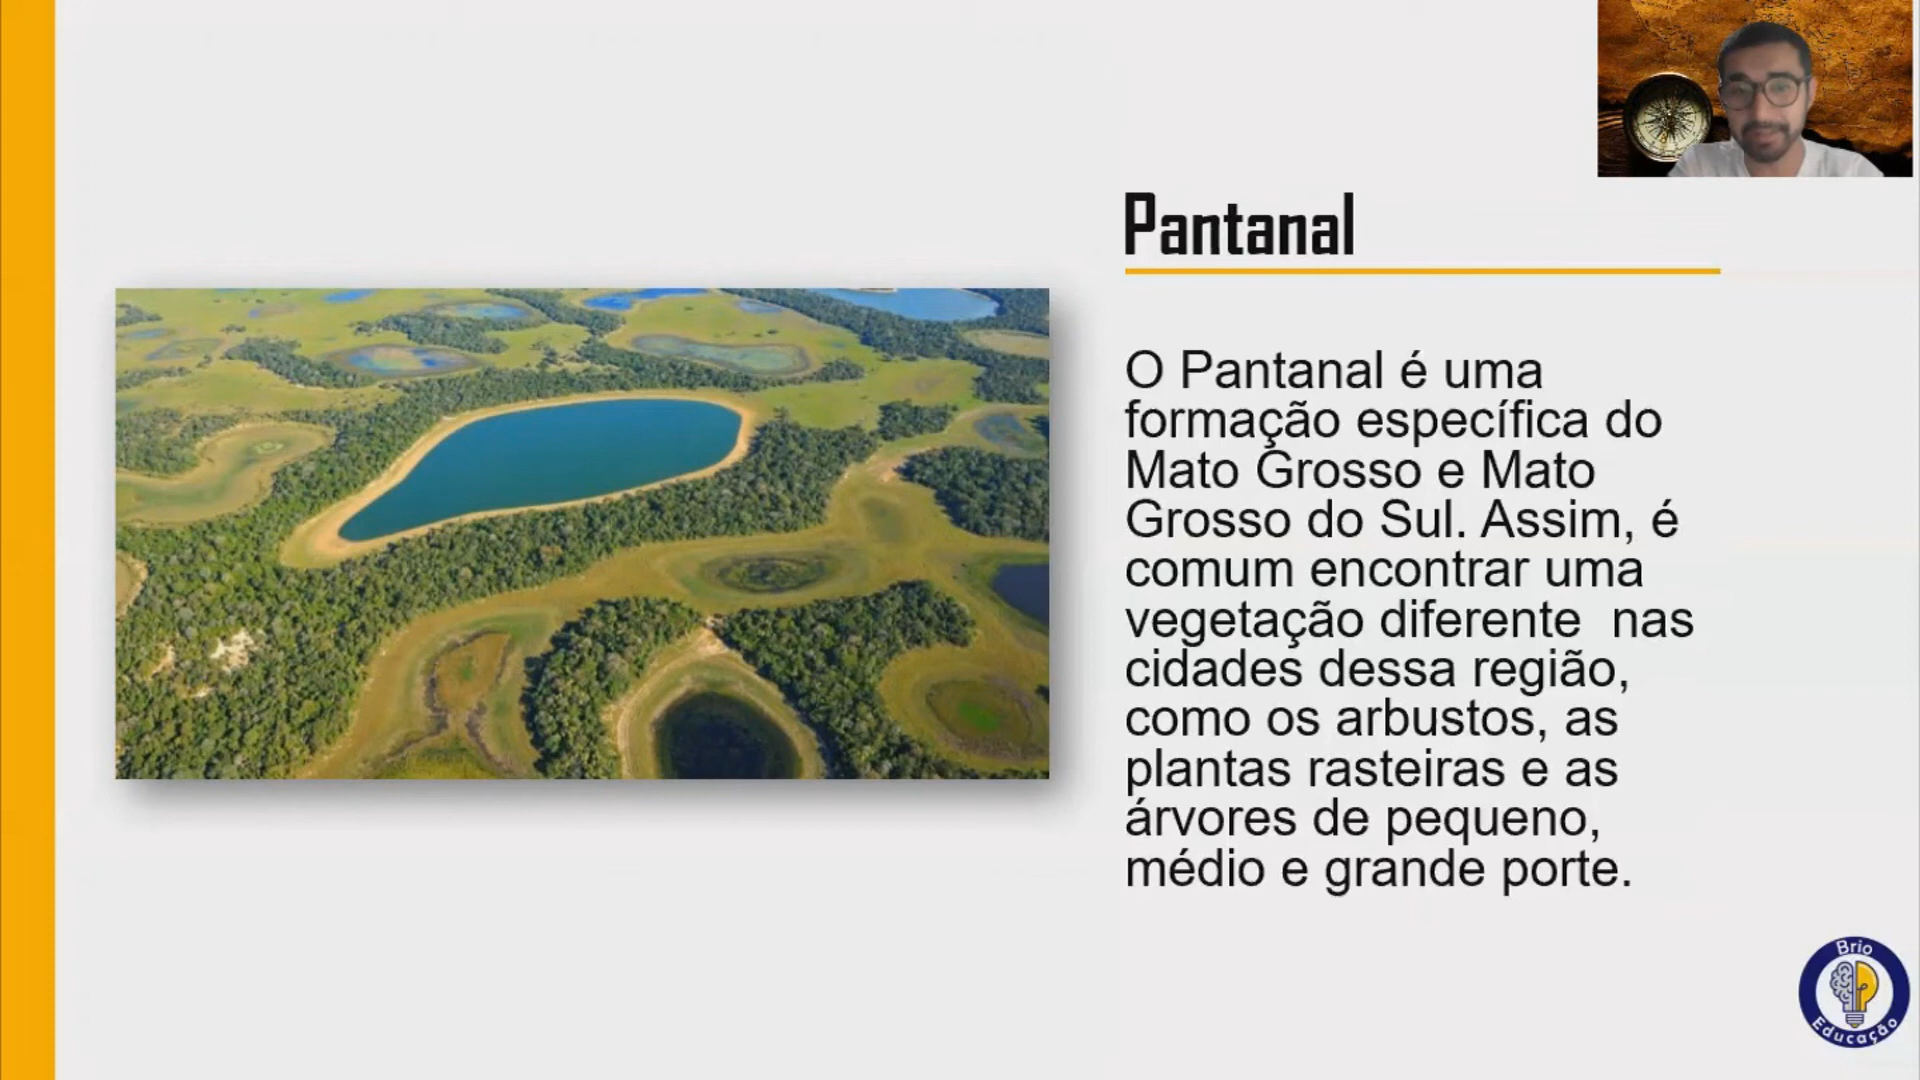 Pantanal
O Pantanal é uma
formação específica do
Mato Grosso e Mato
Grosso do Sul. Assim, é
comum encontrar uma
vegetação diferente  nas
cidades dessa região,
como os arbustos, as
plantas rasteiras e as
árvores de pequeno,
médio e grande porte.
Brio
Educação